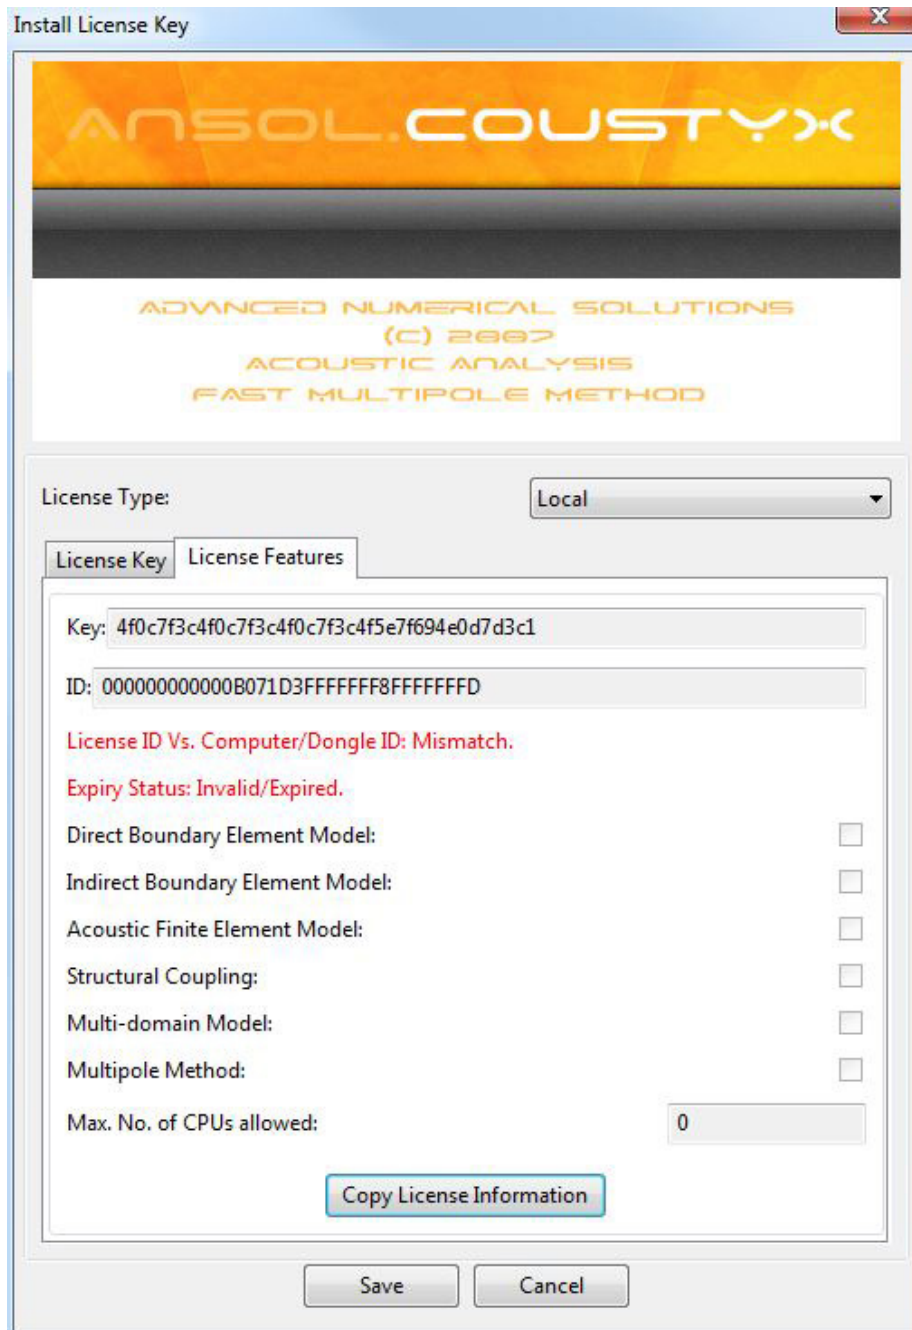 Install License Key
ANSOL.COUSTYX
ADVANCED NUMERICAL SOLUTIONS
(C) 2007
ACOUSTIC ANALYSIS
FAST MULTIPOLE METHOD
License Type: Local
License Key License Features
Key: 4f0c7f3c4f0c7f3c4f0c7f3c4f5e7f694e0d7d3c1
ID: 000000000000B071D3FFFFFFF8FFFFFFFD
License ID Vs. Computer/Dongle ID: Mismatch.
Expiry Status: Invalid/Expired.
Direct Boundary Element Model:
Indirect Boundary Element Model:
Acoustic Finite Element Model:
Structural Coupling:
Multi-domain Model:
Multipole Method:
Max. No. of CPUs allowed: 0
Copy License Information
Save Cancel